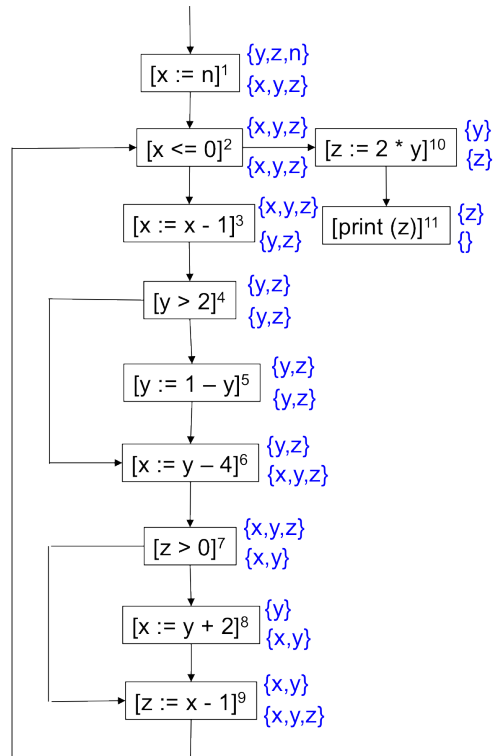 {y,z,n}
[x := n]1
{x,y,z}
{x,y,z}
[x <= 0]2
{x,y,z}
[z := 2 * y]10
{y}
{z}
{x,y,z}
[x := x - 1]3
{y,z}
[print (z)]11
{z}
{}
{y,z}
[y > 2]4
{y,z}
{y,z}
[y := 1 – y]5
{y,z}
{y,z}
[x := y – 4]6
{x,y,z}
{x,y,z}
[z > 0]7
{x,y}
{y}
[x := y + 2]8
{x,y}
{x,y}
[z := x - 1]9
{x,y,z}